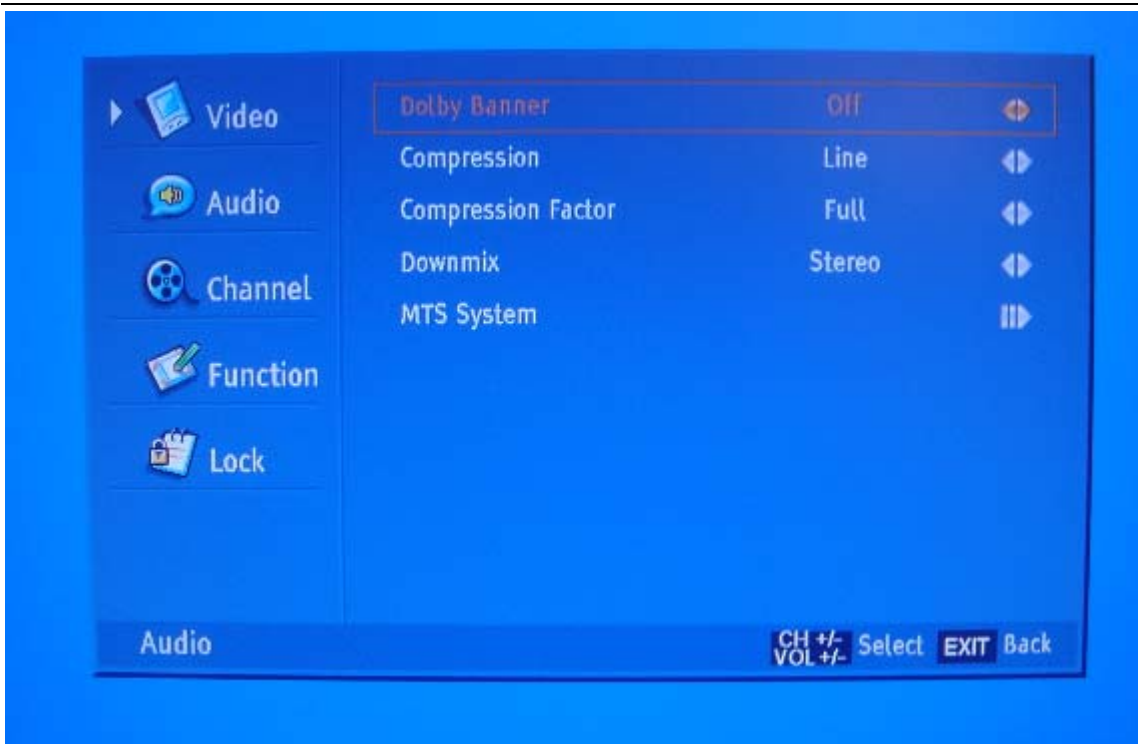 Video
Audio
Channel
Function
Lock
Dolby Banner Off
Compression Line
Compression Factor Full
Downmix Stereo
MTS System
Audio
CH +/- VOL +/- Select EXIT Back